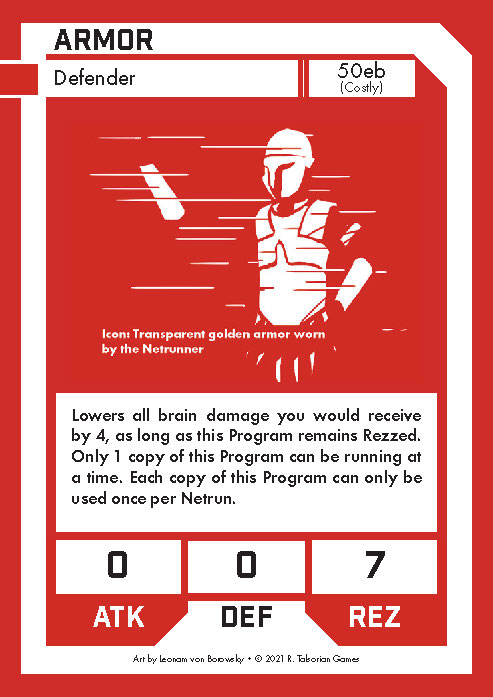 ARMOR
Defender
50eb
(Costly)
Icon: Transparent golden armor worn
by the Netrunner
Lowers all brain damage you would receive
by 4, as long as this Program remains Rezzed.
Only 1 copy of this Program can be running at
a time. Each copy of this Program can only be
used once per Netrun.
0 0 7
ATK DEF REZ
Art by Leonam von Borowsky • © 2021 R. Talsorian Games